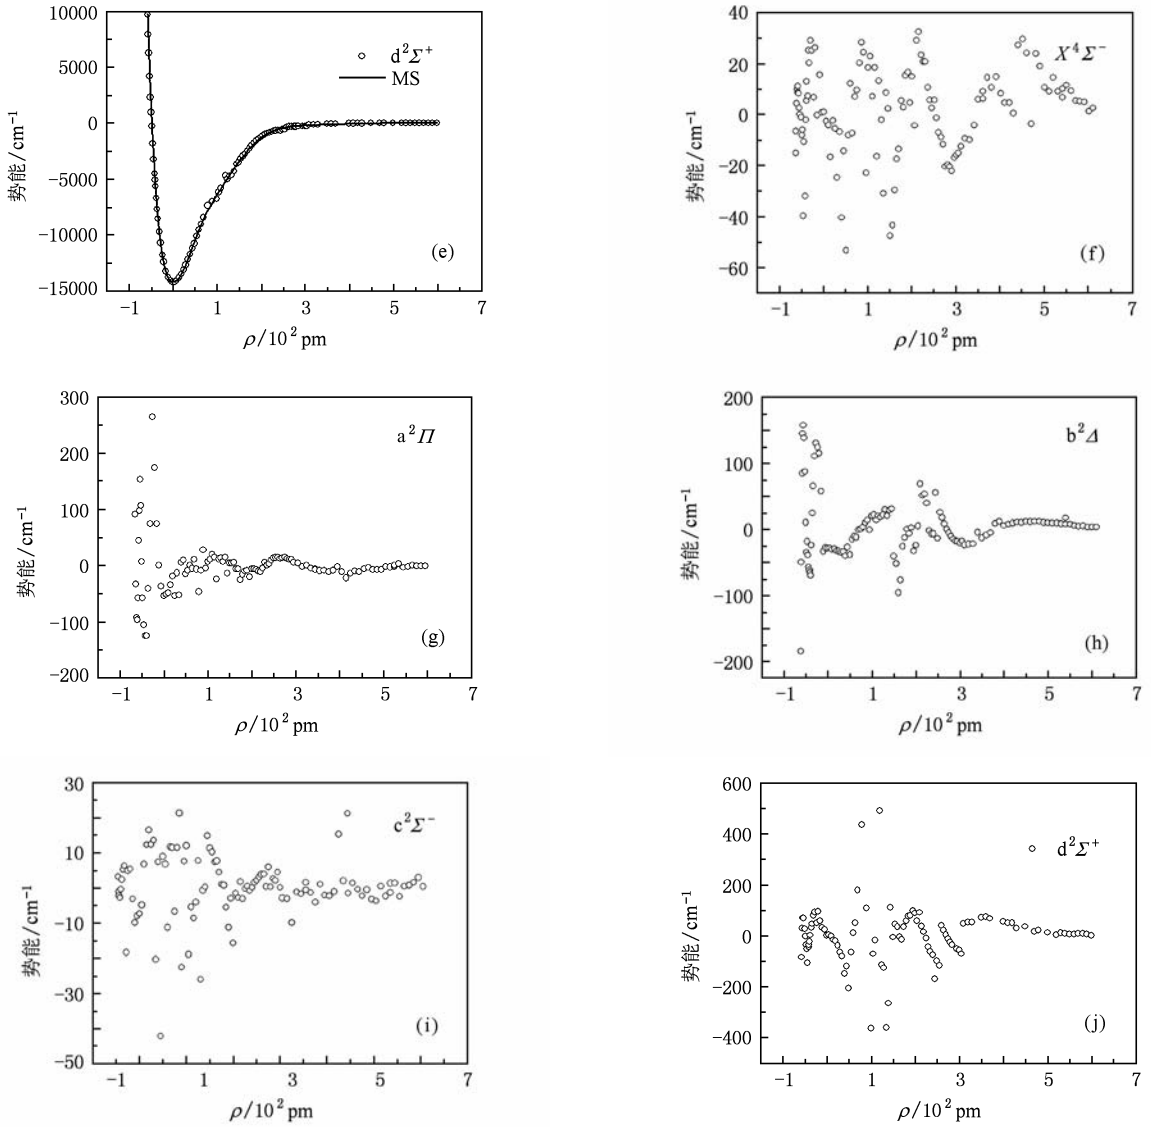 10000
5000
0
−5000
−10000
−15000
势能/cm⁻¹
d²Σ⁺
MS
(e)
−1 1 3 5 7
ρ/10² pm
40
20
0
−20
−40
−60
势能/cm⁻¹
X⁴Σ⁻
(f)
−1 1 3 5 7
ρ/10² pm
300
200
100
0
−100
−200
势能/cm⁻¹
a²Π
(g)
−1 1 3 5 7
ρ/10² pm
200
100
0
−100
−200
势能/cm⁻¹
b²Δ
(h)
−1 1 3 5 7
ρ/10² pm
30
10
−10
−30
−50
势能/cm⁻¹
c²Σ⁻
(i)
−1 1 3 5 7
ρ/10² pm
600
400
200
0
−200
−400
势能/cm⁻¹
d²Σ⁺
(j)
−1 1 3 5 7
ρ/10² pm